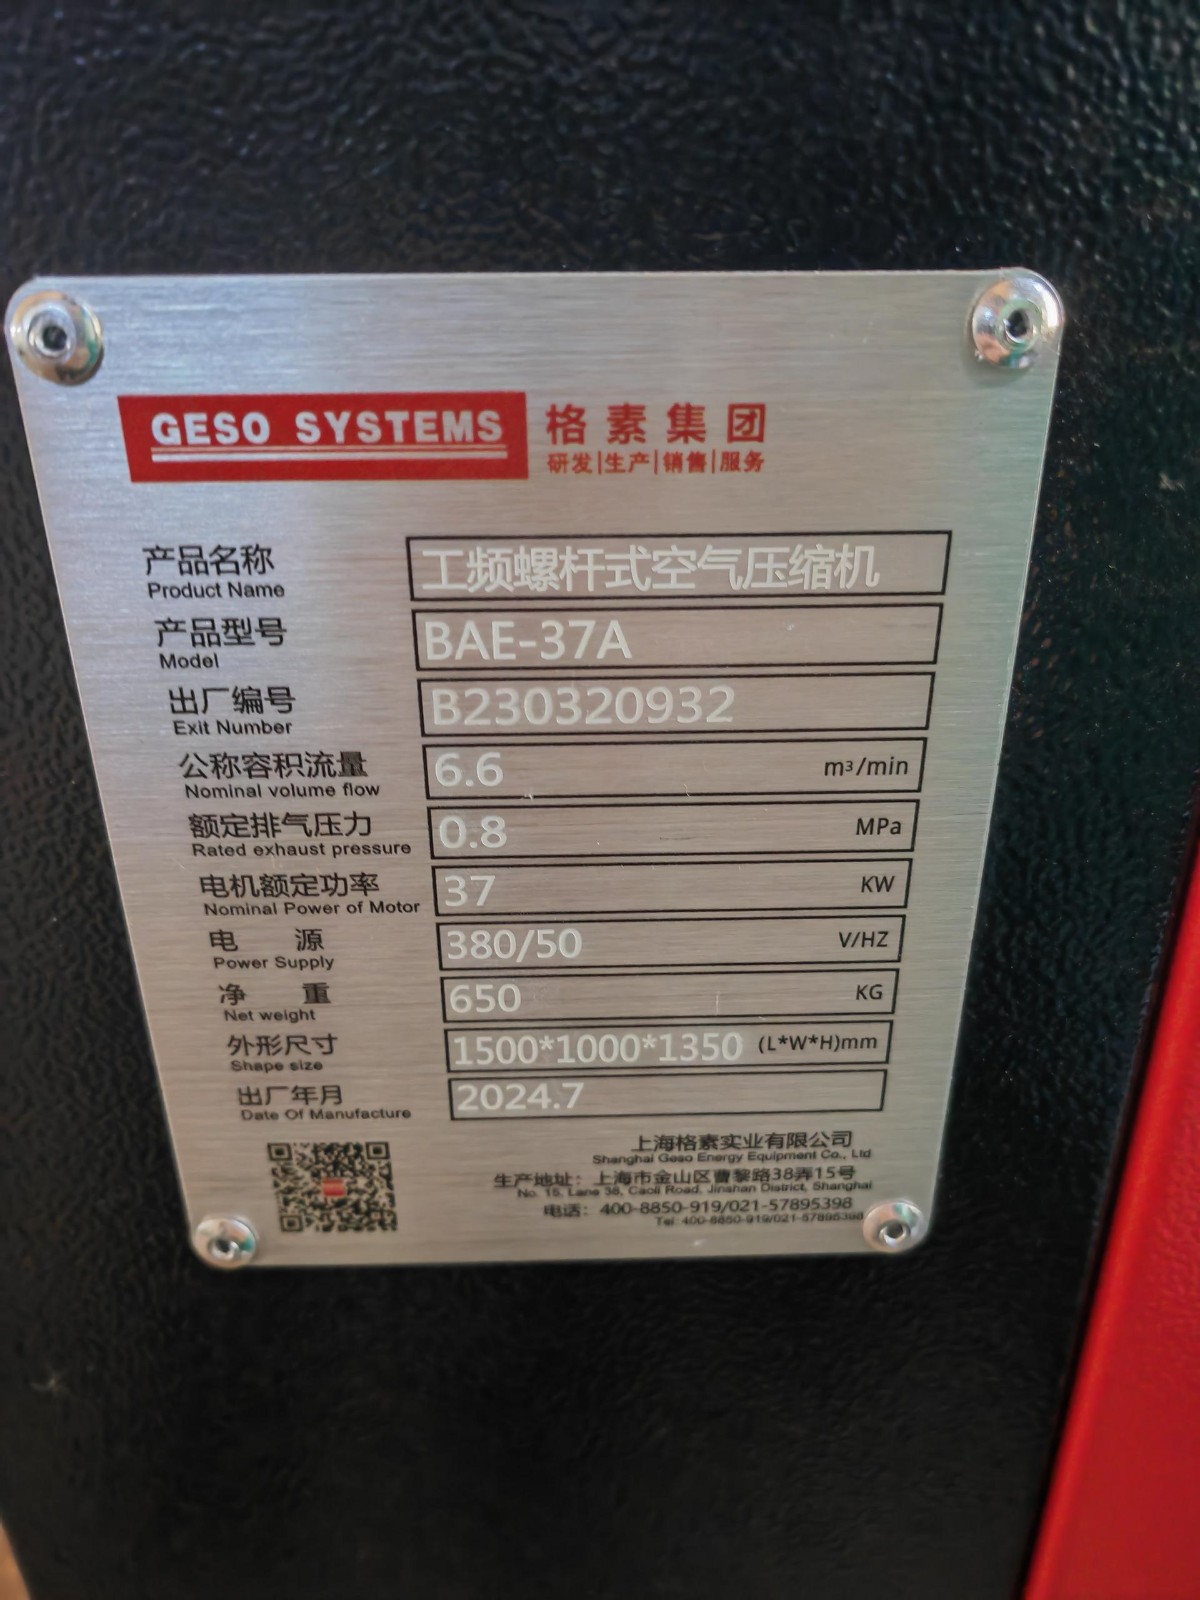 GESO SYSTEMS 格素集团
研发|生产|销售|服务
产品名称 工频螺杆式空气压缩机
Product Name
产品型号 BAE-37A
Model
出厂编号 B230320932
Exit Number
公称容积流量 6.6 m³/min
Nominal volume flow
额定排气压力 0.8 MPa
Rated exhaust pressure
电机额定功率 37 KW
Nominal Power of Motor
电 源 380/50 V/HZ
Power Supply
净 重 650 KG
Net weight
外形尺寸 1500*1000*1350 (L*W*H)mm
Shape size
出厂年月 2024.7
Date Of Manufacture
上海格素实业有限公司
Shanghai Geso Energy Equipment Co., Ltd
生产地址：上海市金山区曹黎路38弄15号
No. 15, Lane 38, Caoli Road, Jinshan District, Shanghai
电话：400-8850-919/021-57895398
Tel: 400-8850-919/021-57895398